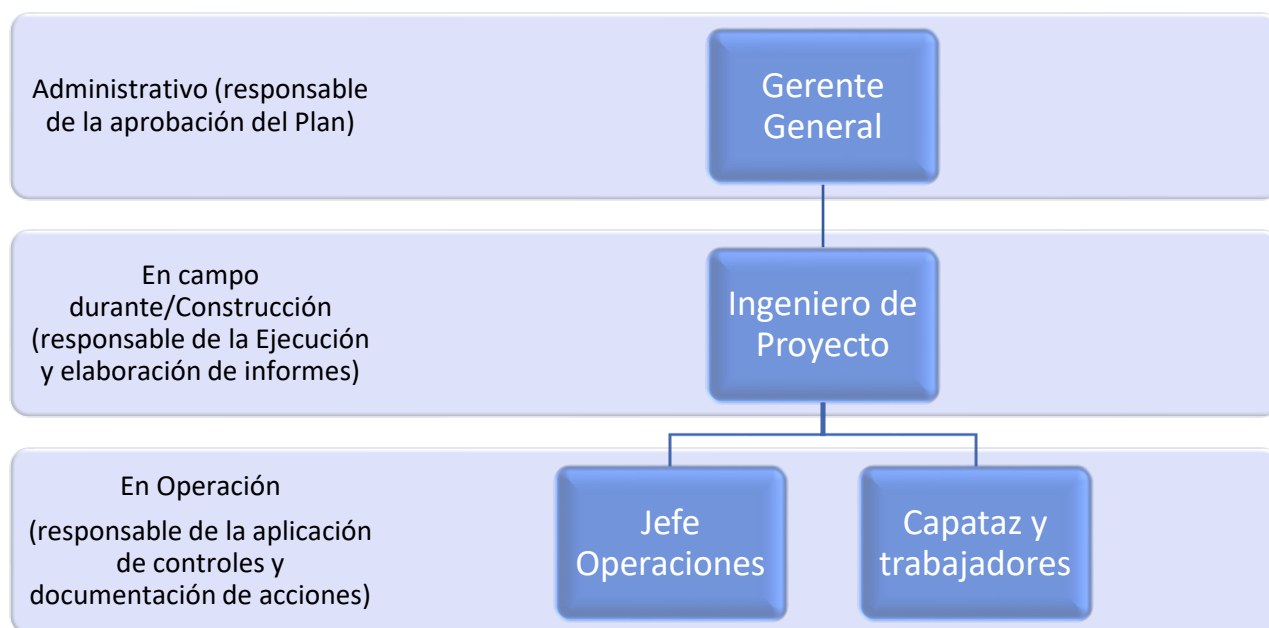 Administrativo (responsable
de la aprobación del Plan)
Gerente
General
En campo
durante/Construcción
(responsable de la Ejecución
y elaboración de informes)
Ingeniero de
Proyecto
En Operación
(responsable de la aplicación
de controles y
documentación de acciones)
Jefe
Operaciones
Capataz y
trabajadores